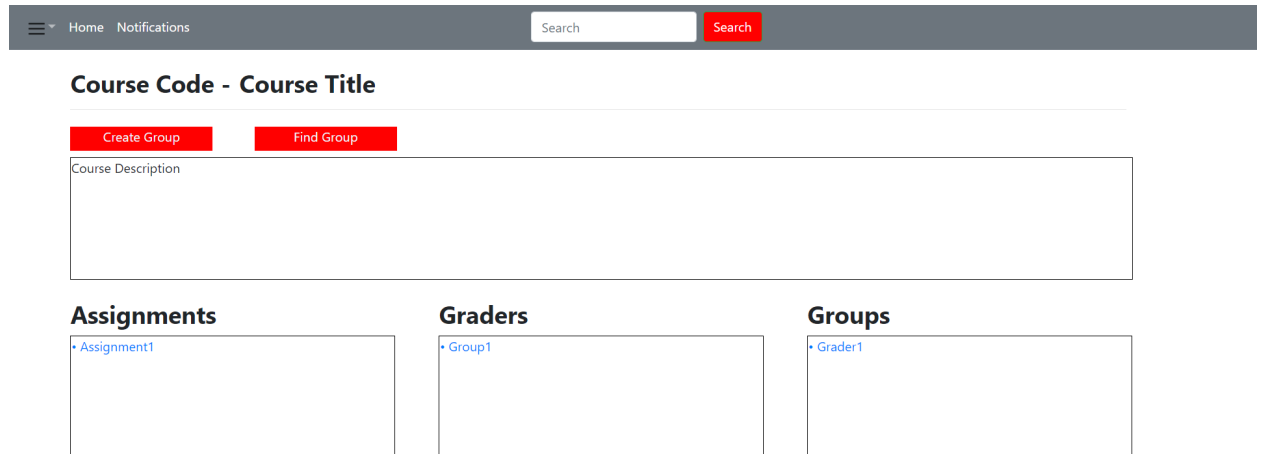 Home Notifications Search Search
Course Code - Course Title
Create Group Find Group
Course Description
Assignments Graders Groups
• Assignment1 • Group1 • Grader1